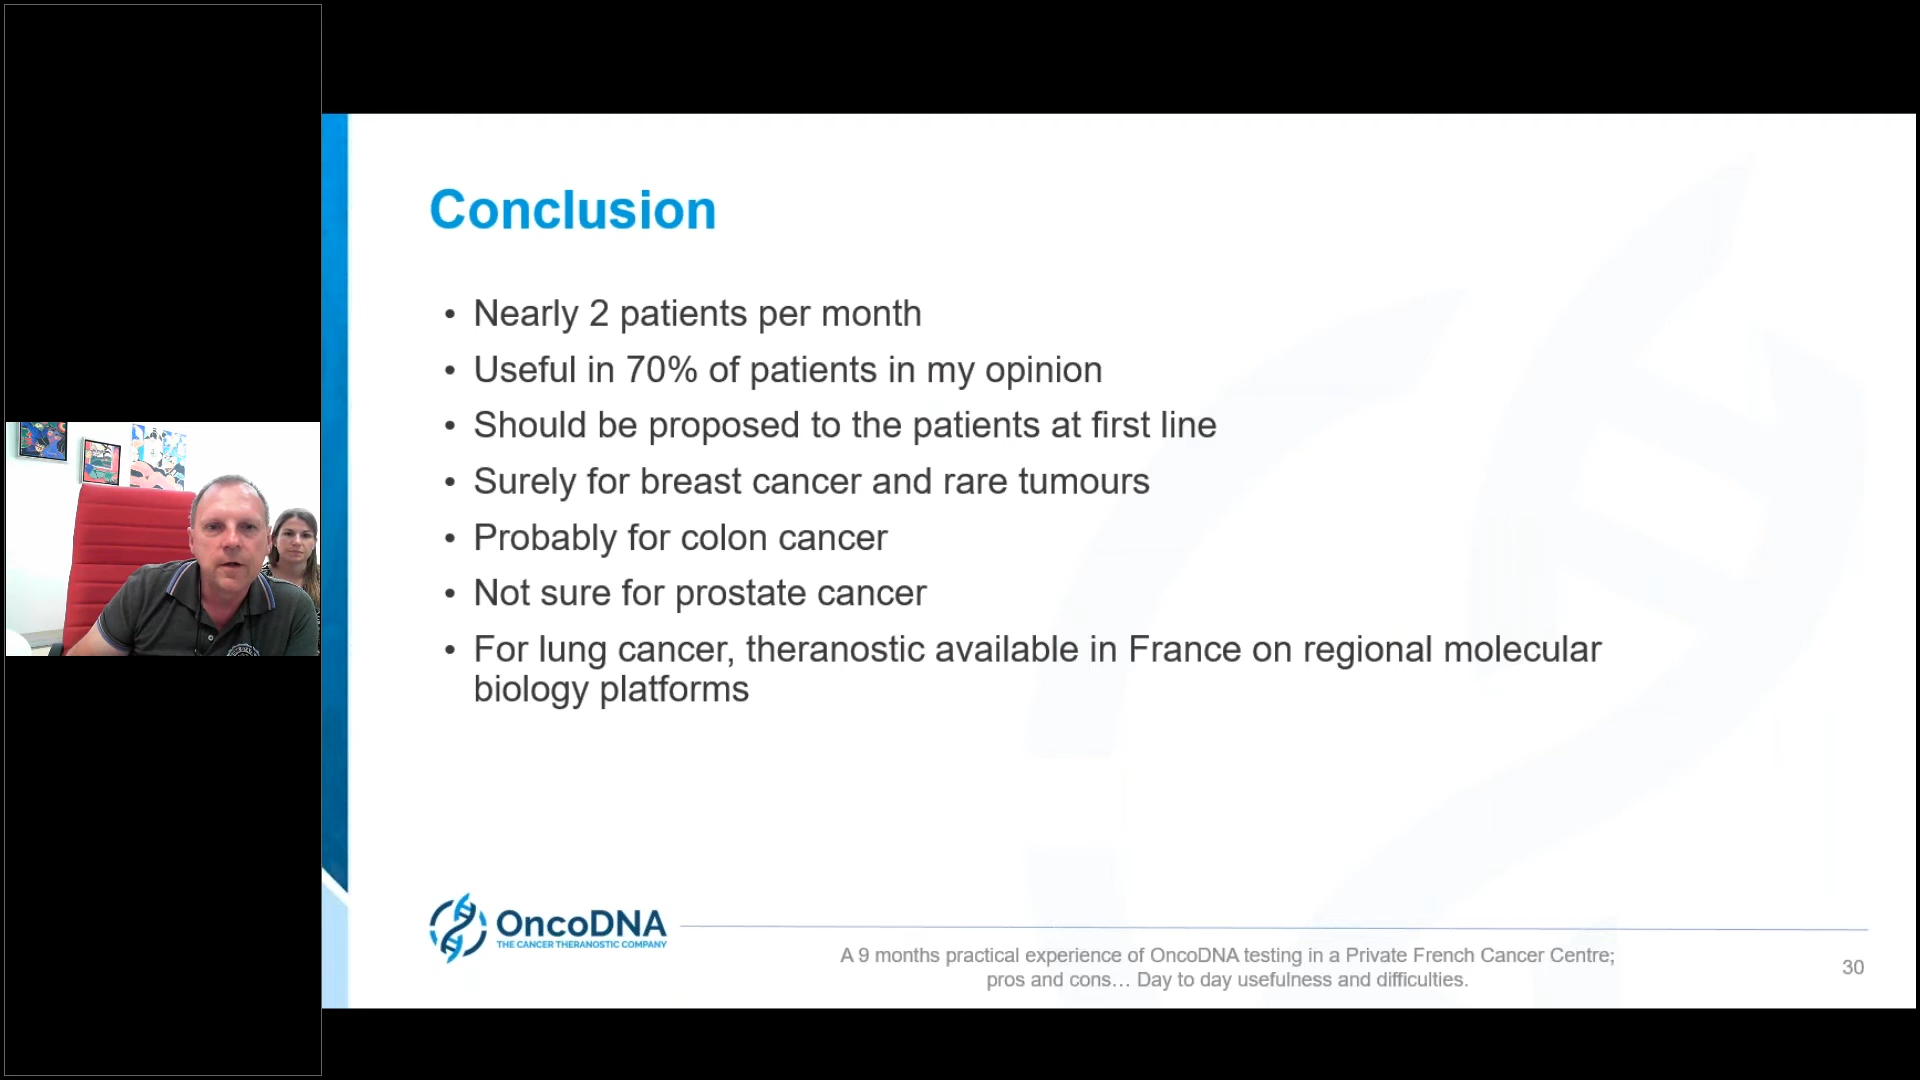 Conclusion
• Nearly 2 patients per month
• Useful in 70% of patients in my opinion
• Should be proposed to the patients at first line
• Surely for breast cancer and rare tumours
• Probably for colon cancer
• Not sure for prostate cancer
• For lung cancer, theranostic available in France on regional molecular
biology platforms
OncoDNA
THE CANCER THERANOSTIC COMPANY
A 9 months practical experience of OncoDNA testing in a Private French Cancer Centre;
pros and cons… Day to day usefulness and difficulties.
30